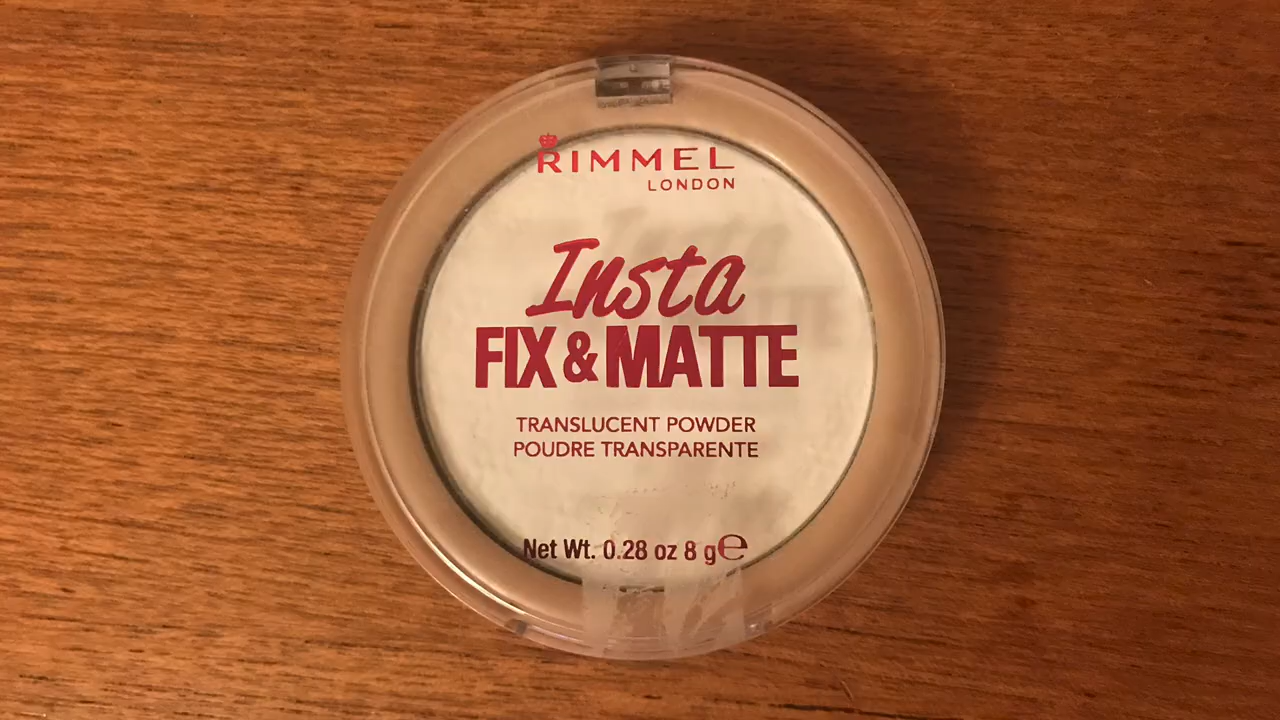 RIMMEL
LONDON
Insta
FIX & MATTE
TRANSLUCENT POWDER
POUDRE TRANSPARENTE
Net Wt. 0.28 oz 8 g℮